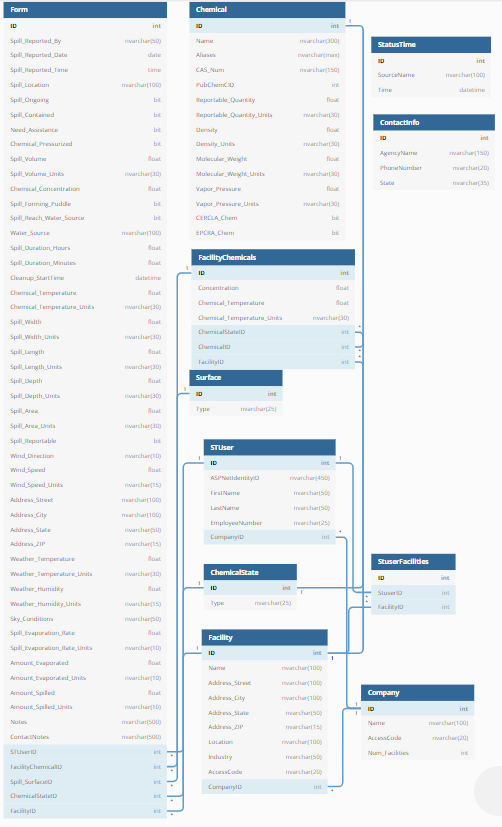 Form
ID int
Spill_Reported_By nvarchar(50)
Spill_Reported_Date date
Spill_Reported_Time time
Spill_Location nvarchar(100)
Spill_Ongoing bit
Spill_Contained bit
Need_Assistance bit
Chemical_Pressurized bit
Spill_Volume float
Spill_Volume_Units nvarchar(30)
Chemical_Concentration float
Spill_Forming_Puddle bit
Spill_Reach_Water_Source bit
Water_Source nvarchar(100)
Spill_Duration_Hours float
Spill_Duration_Minutes float
Cleanup_StartTime datetime
Chemical_Temperature float
Chemical_Temperature_Units nvarchar(30)
Spill_Width float
Spill_Width_Units nvarchar(30)
Spill_Length float
Spill_Length_Units nvarchar(30)
Spill_Depth float
Spill_Depth_Units nvarchar(30)
Spill_Area float
Spill_Area_Units nvarchar(30)
Spill_Reportable bit
Wind_Direction nvarchar(10)
Wind_Speed float
Wind_Speed_Units nvarchar(15)
Address_Street nvarchar(100)
Address_City nvarchar(100)
Address_State nvarchar(50)
Address_ZIP nvarchar(15)
Weather_Temperature float
Weather_Temperature_Units nvarchar(30)
Weather_Humidity float
Weather_Humidity_Units nvarchar(15)
Sky_Conditions nvarchar(50)
Spill_Evaporation_Rate float
Spill_Evaporation_Rate_Units nvarchar(10)
Amount_Evaporated float
Amount_Evaporated_Units nvarchar(10)
Amount_Spilled float
Amount_Spilled_Units nvarchar(10)
Notes nvarchar(500)
ContactNotes nvarchar(500)
STUserID int
FacilityChemicalID int
Spill_SurfaceID int
ChemicalStateID int
FacilityID int
Chemical
ID int
Name nvarchar(300)
Aliases nvarchar(max)
CAS_Num nvarchar(150)
PubChemCID int
Reportable_Quantity float
Reportable_Quantity_Units nvarchar(30)
Density float
Density_Units nvarchar(30)
Molecular_Weight float
Molecular_Weight_Units nvarchar(30)
Vapor_Pressure float
Vapor_Pressure_Units nvarchar(30)
CERCLA_Chem bit
EPCRA_Chem bit
FacilityChemicals
ID int
Concentration float
Chemical_Temperature float
Chemical_Temperature_Units nvarchar(30)
ChemicalStateID int
ChemicalID int
FacilityID int
Surface
ID int
Type nvarchar(25)
STUser
ID int
ASPNetIdentityID nvarchar(450)
FirstName nvarchar(50)
LastName nvarchar(50)
EmployeeNumber nvarchar(25)
CompanyID int
ChemicalState
ID int
Type nvarchar(25)
Facility
ID int
Name nvarchar(100)
Address_Street nvarchar(100)
Address_City nvarchar(100)
Address_State nvarchar(50)
Address_ZIP nvarchar(15)
Location nvarchar(100)
Industry nvarchar(50)
AccessCode nvarchar(20)
CompanyID int
StatusTime
ID int
SourceName nvarchar(100)
Time datetime
ContactInfo
ID int
AgencyName nvarchar(150)
PhoneNumber nvarchar(20)
State nvarchar(35)
StuserFacilities
ID int
StuserID int
FacilityID int
Company
ID int
Name nvarchar(100)
AccessCode nvarchar(20)
Num_Facilities int